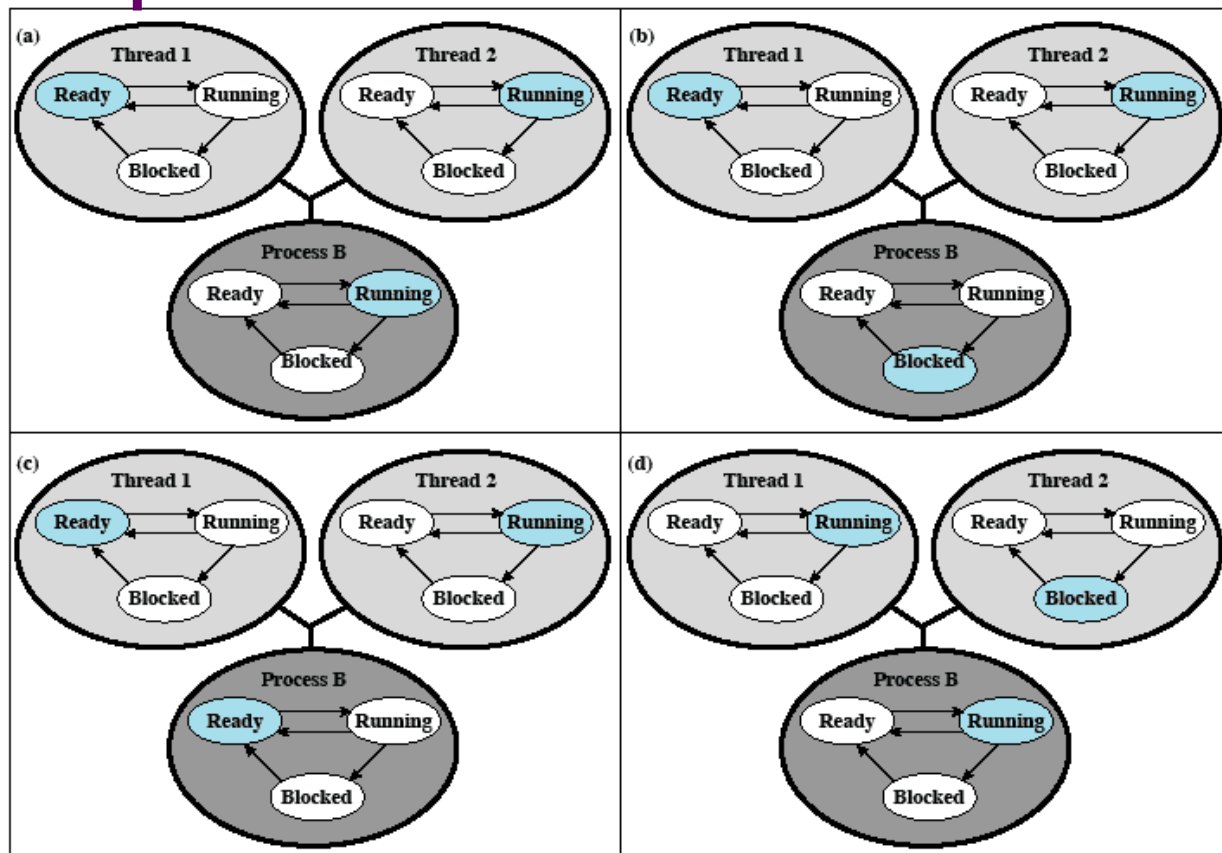 (a)
Thread 1
Ready
Running
Blocked
Thread 2
Ready
Running
Blocked
Process B
Ready
Running
Blocked
(b)
Thread 1
Ready
Running
Blocked
Thread 2
Ready
Running
Blocked
Process B
Ready
Running
Blocked
(c)
Thread 1
Ready
Running
Blocked
Thread 2
Ready
Running
Blocked
Process B
Ready
Running
Blocked
(d)
Thread 1
Ready
Running
Blocked
Thread 2
Ready
Running
Blocked
Process B
Ready
Running
Blocked